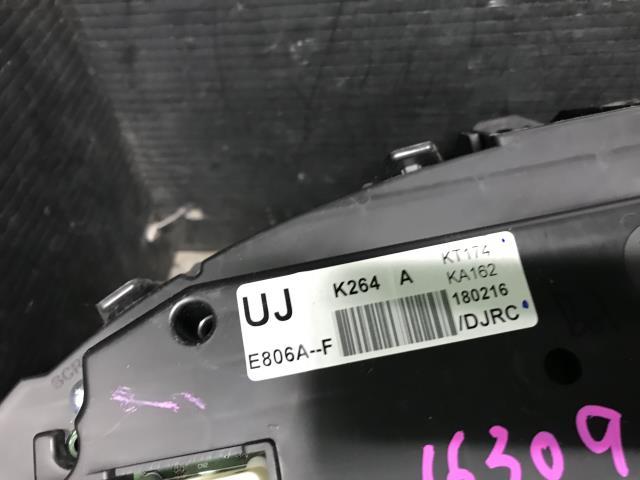 UJ K264 A KT174
KA162
180216
E806A--F /DJRC
16309